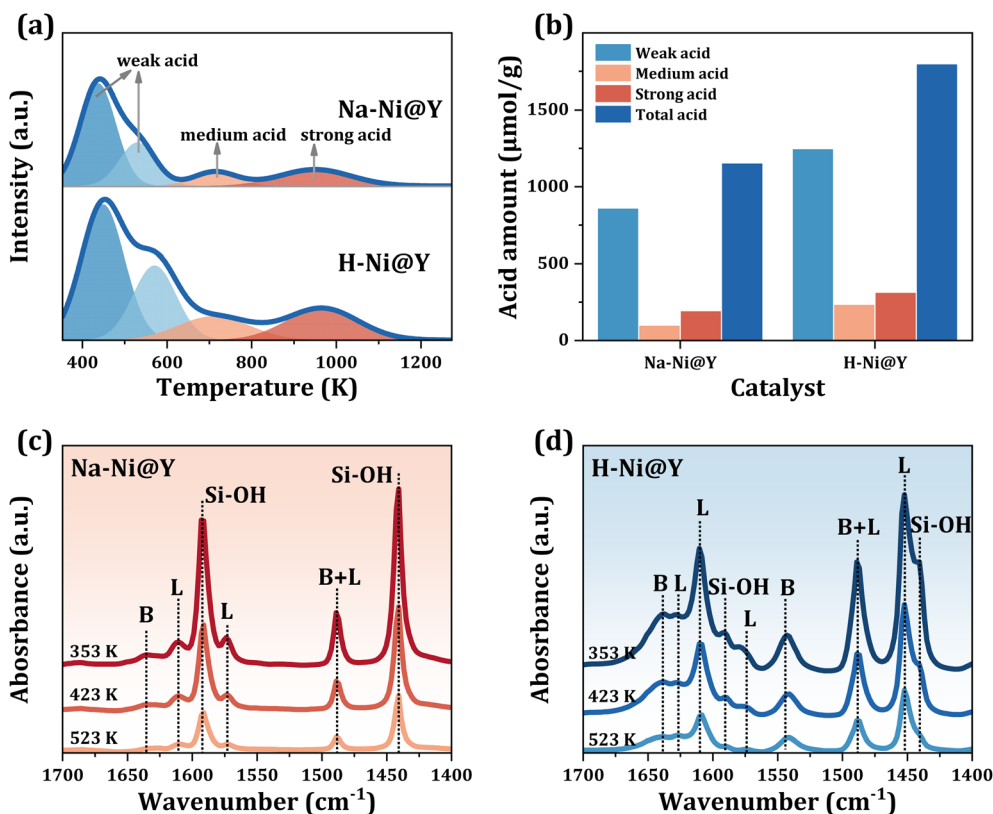 (a)
weak acid
Na-Ni@Y
medium acid
strong acid
H-Ni@Y
Intensity (a.u.)
400 600 800 1000 1200
Temperature (K)
(b)
Weak acid
Medium acid
Strong acid
Total acid
Acid amount (μmol/g)
1500
1000
500
0
Na-Ni@Y H-Ni@Y
Catalyst
(c)
Na-Ni@Y
Si-OH
Si-OH
B L L B+L
353 K
423 K
523 K
Abosrbance (a.u.)
1700 1650 1600 1550 1500 1450 1400
Wavenumber (cm⁻¹)
(d)
H-Ni@Y
L
L
B+L
Si-OH
B L Si-OH B
L
353 K
423 K
523 K
Abosrbance (a.u.)
1700 1650 1600 1550 1500 1450 1400
Wavenumber (cm⁻¹)